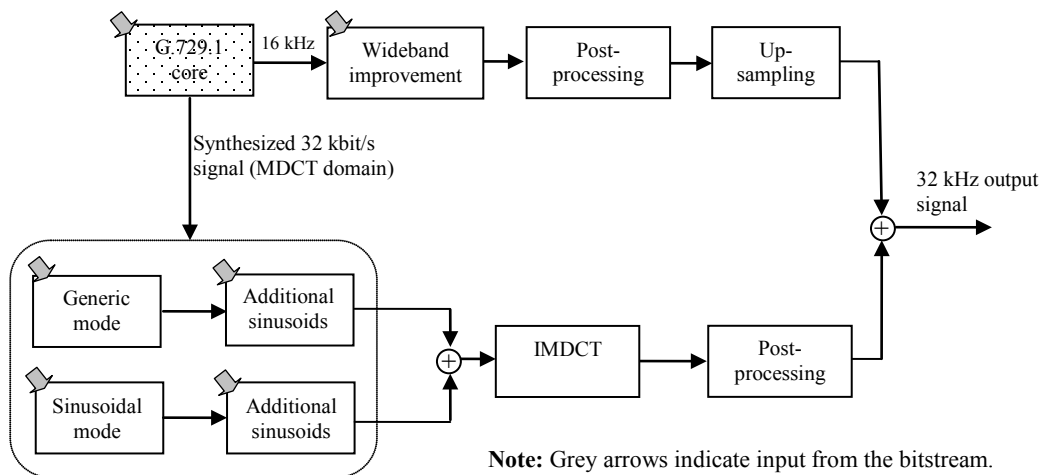 G.729.1
core
16 kHz
Wideband
improvement
Post-
processing
Up-
sampling
Synthesized 32 kbit/s
signal (MDCT domain)
32 kHz output
signal
Generic
mode
Additional
sinusoids
IMDCT
Post-
processing
Sinusoidal
mode
Additional
sinusoids
Note: Grey arrows indicate input from the bitstream.